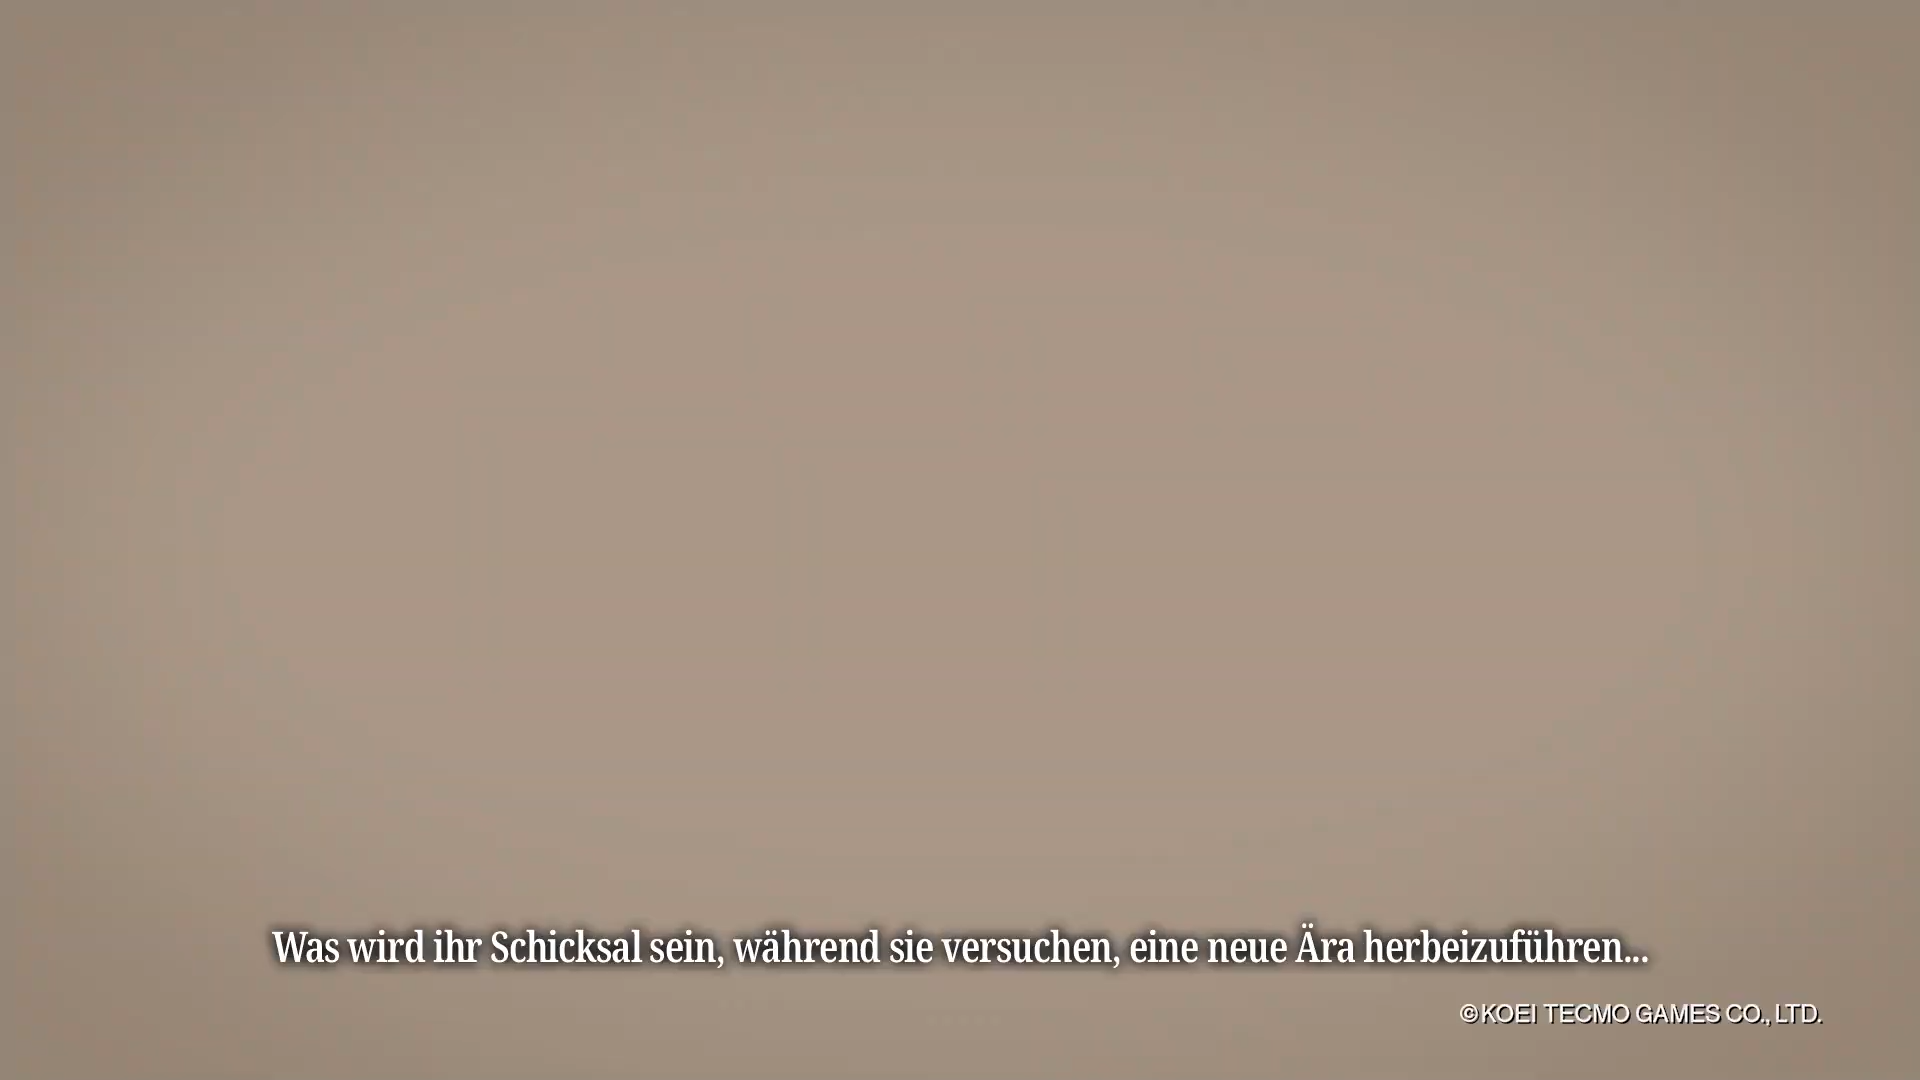 Was wird ihr Schicksal sein, während sie versuchen, eine neue Ära herbeizuführen...
©KOEI TECMO GAMES CO., LTD.